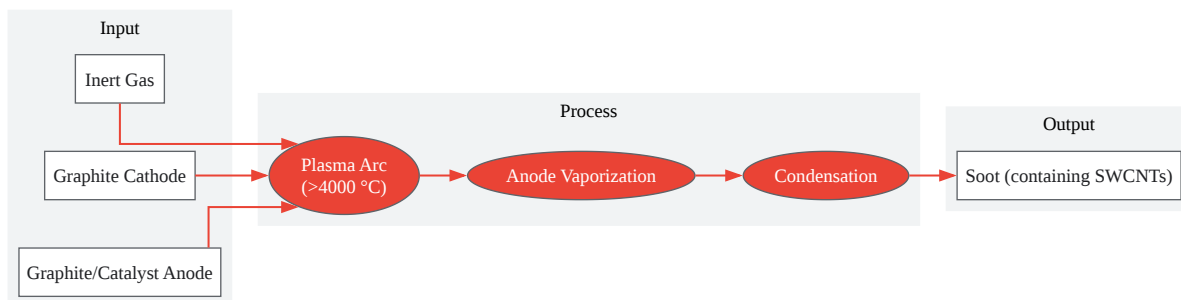 Input
Inert Gas
Graphite Cathode
Graphite/Catalyst Anode
Process
Plasma Arc
(>4000 °C)
Anode Vaporization
Condensation
Output
Soot (containing SWCNTs)